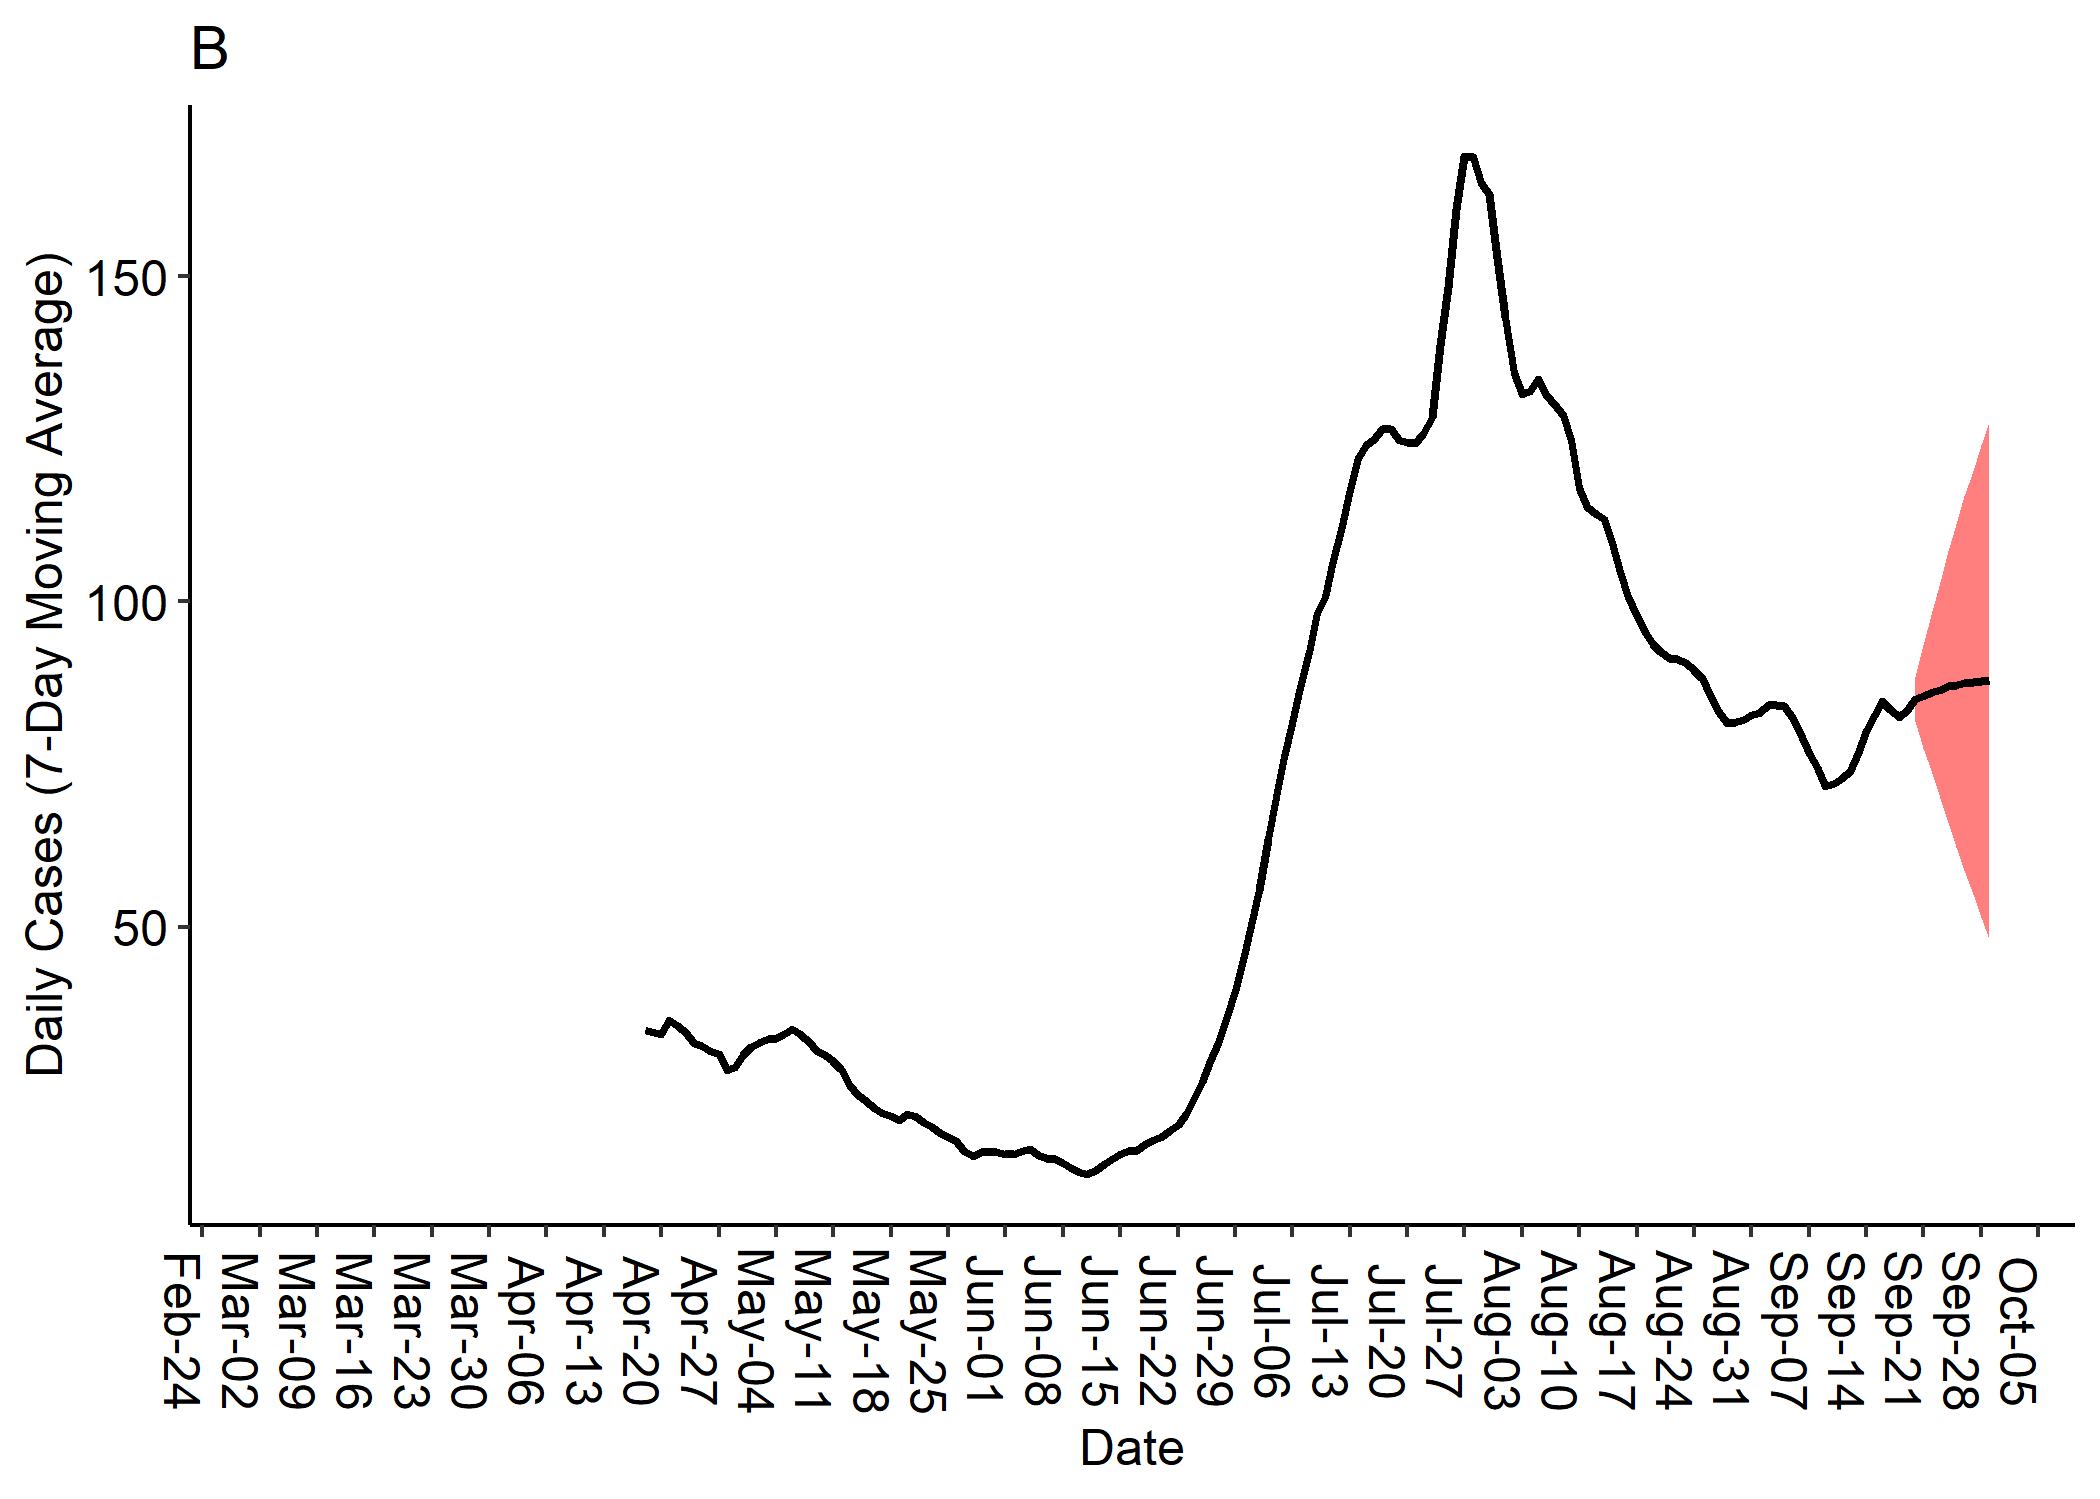 B
Daily Cases (7-Day Moving Average)
150
100
50
Feb-24
Mar-02
Mar-09
Mar-16
Mar-23
Mar-30
Apr-06
Apr-13
Apr-20
Apr-27
May-04
May-11
May-18
May-25
Jun-01
Jun-08
Jun-15
Jun-22
Jun-29
Jul-06
Jul-13
Jul-20
Jul-27
Aug-03
Aug-10
Aug-17
Aug-24
Aug-31
Sep-07
Sep-14
Sep-21
Sep-28
Oct-05
Date